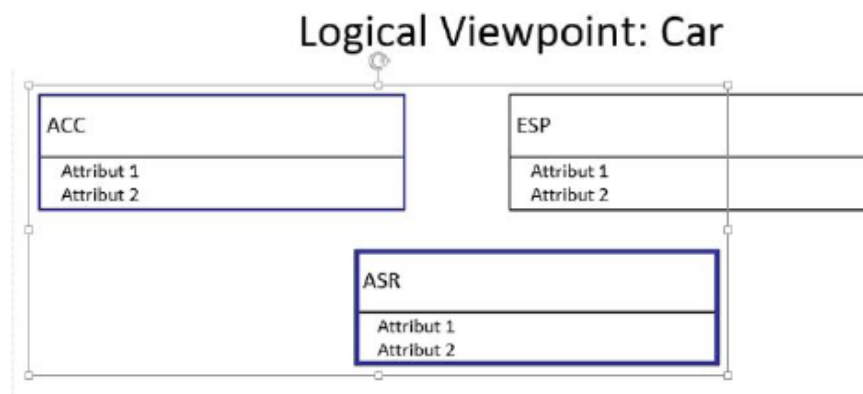 Logical Viewpoint: Car
ACC
Attribut 1
Attribut 2
ESP
Attribut 1
Attribut 2
ASR
Attribut 1
Attribut 2